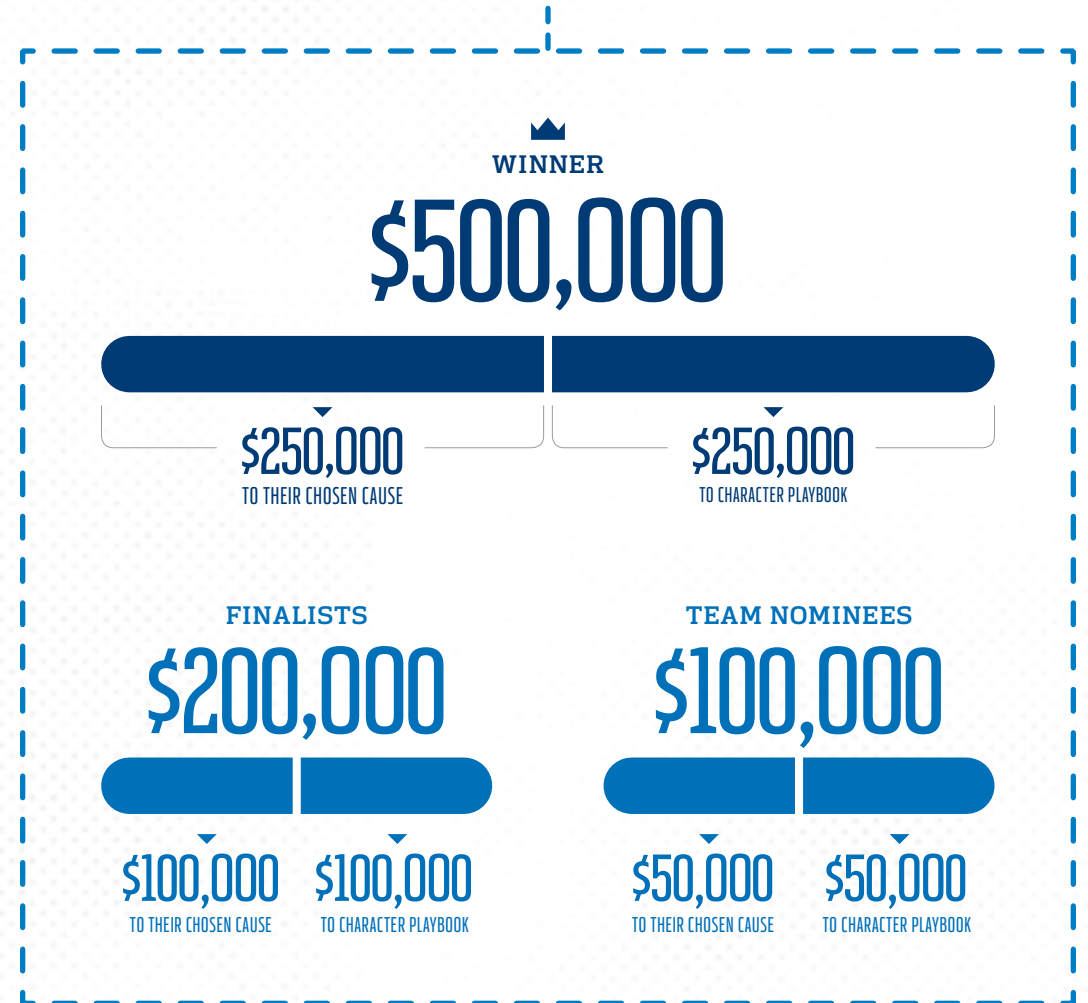 WINNER
$500,000
$250,000
TO THEIR CHOSEN CAUSE
$250,000
TO CHARACTER PLAYBOOK
FINALISTS
$200,000
$100,000
TO THEIR CHOSEN CAUSE
$100,000
TO CHARACTER PLAYBOOK
TEAM NOMINEES
$100,000
$50,000
TO THEIR CHOSEN CAUSE
$50,000
TO CHARACTER PLAYBOOK